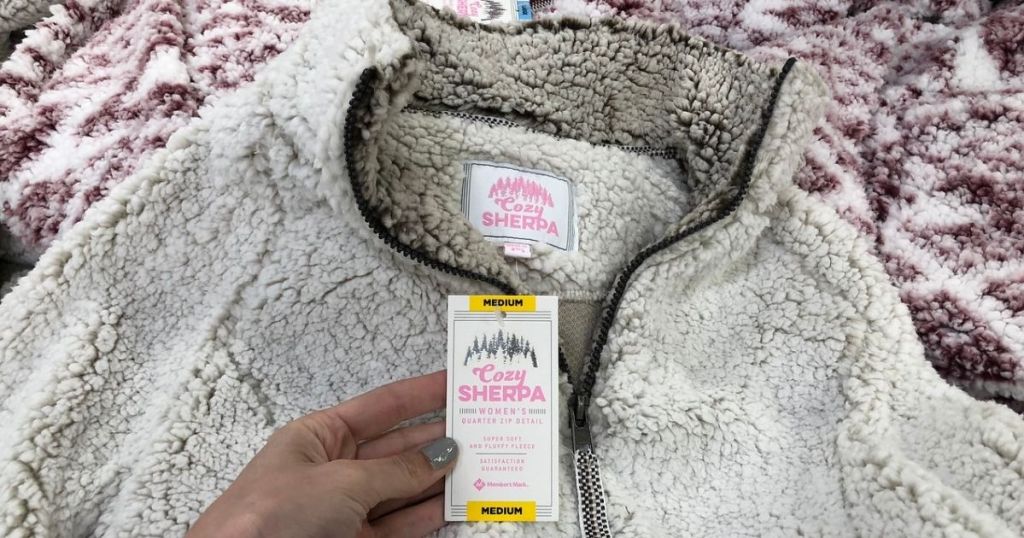 Cozy
SHERPA
MEDIUM
Cozy
SHERPA
WOMEN'S
QUARTER ZIP DETAIL
SUPER SOFT
AND FLUFFY FLEECE
SATISFACTION
GUARANTEED
Member's Mark
MEDIUM